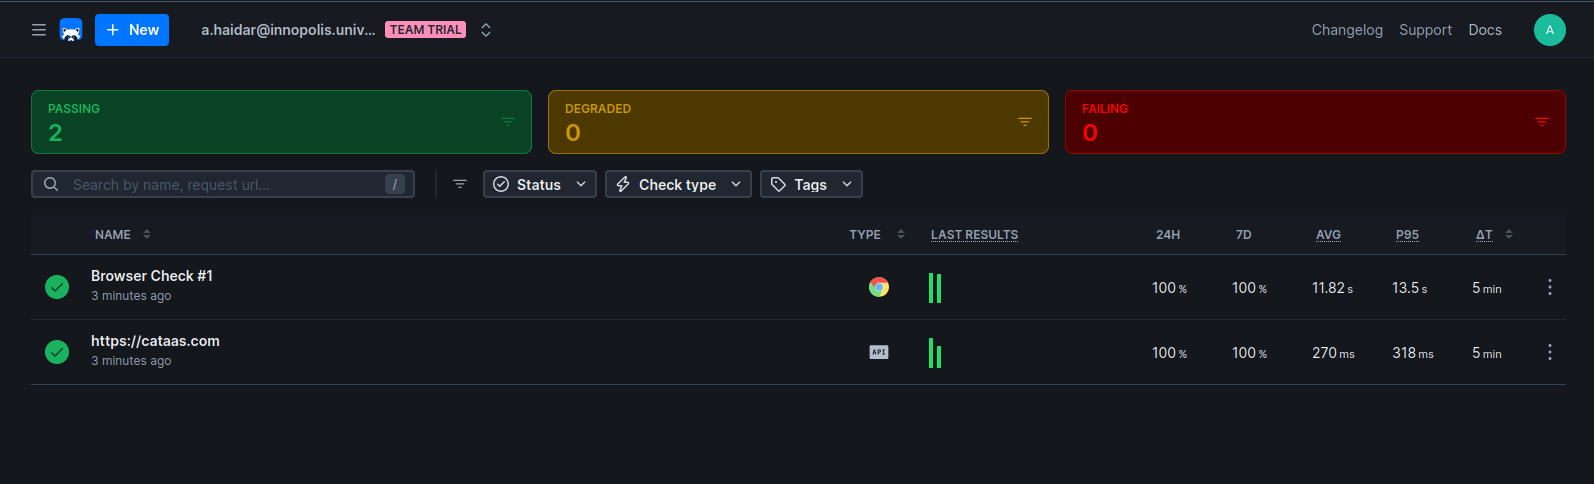 New a.haidar@innopolis.univ... TEAM TRIAL Changelog Support Docs A
PASSING DEGRADED FAILING
2 0 0
Search by name, request url... / Status Check type Tags
NAME TYPE LAST RESULTS 24H 7D AVG P95 ΔT
Browser Check #1
3 minutes ago 100 % 100 % 11.82 s 13.5 s 5 min
https://cataas.com
3 minutes ago API 100 % 100 % 270 ms 318 ms 5 min